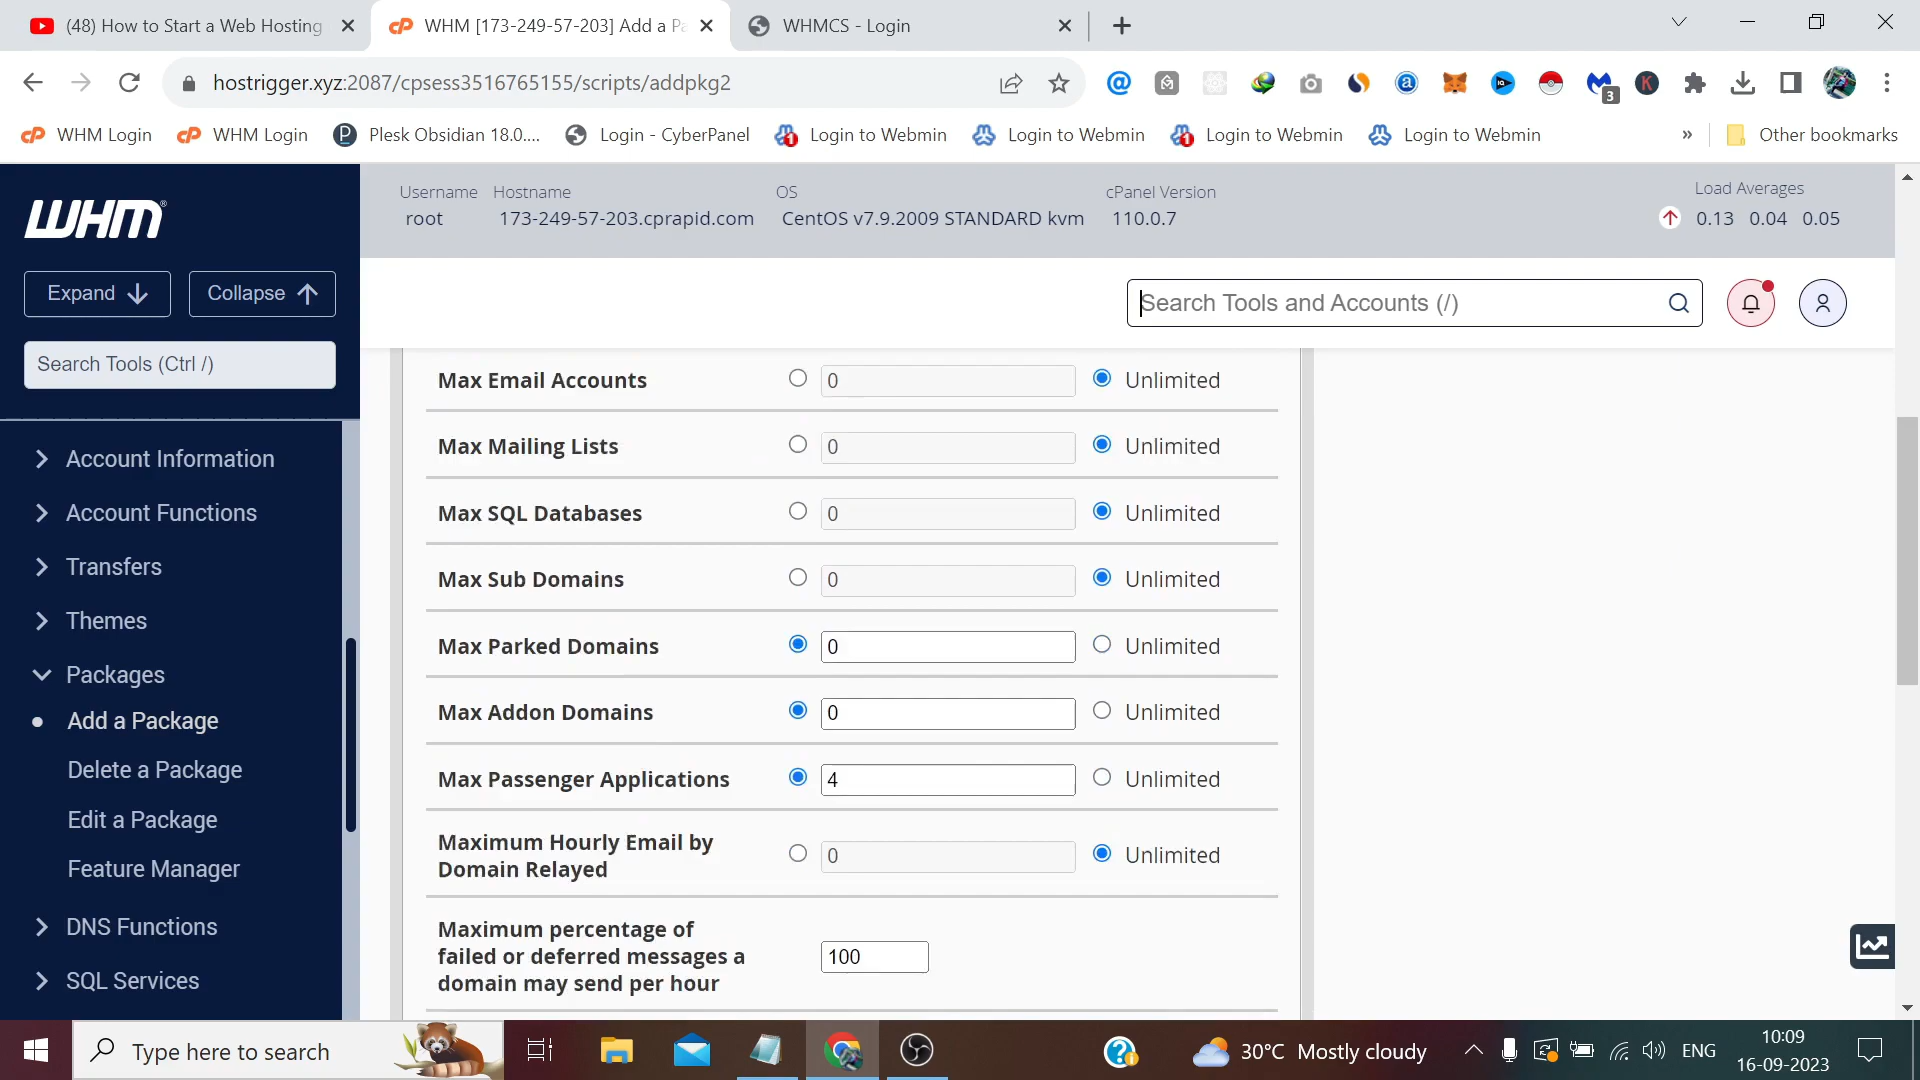 (48) How to Start a Web Hosting
WHM [173-249-57-203] Add a Pa
WHMCS - Login
hostrigger.xyz:2087/cpsess3516765155/scripts/addpkg2
3
WHM Login
WHM Login
Plesk Obsidian 18.0....
Login - CyberPanel
Login to Webmin
Login to Webmin
Login to Webmin
Login to Webmin
»
Other bookmarks
WHM
Username
root
Hostname
173-249-57-203.cprapid.com
OS
CentOS v7.9.2009 STANDARD kvm
cPanel Version
110.0.7
Load Averages
0.13 0.04 0.05
Expand
Collapse
Search Tools (Ctrl /)
Search Tools and Accounts (/)
Account Information
Account Functions
Transfers
Themes
Packages
Add a Package
Delete a Package
Edit a Package
Feature Manager
DNS Functions
SQL Services
Max Email Accounts 0 Unlimited
Max Mailing Lists 0 Unlimited
Max SQL Databases 0 Unlimited
Max Sub Domains 0 Unlimited
Max Parked Domains 0 Unlimited
Max Addon Domains 0 Unlimited
Max Passenger Applications 4 Unlimited
Maximum Hourly Email by
Domain Relayed
0 Unlimited
Maximum percentage of
failed or deferred messages a
domain may send per hour
100
Type here to search
30°C Mostly cloudy
ENG
10:09
16-09-2023